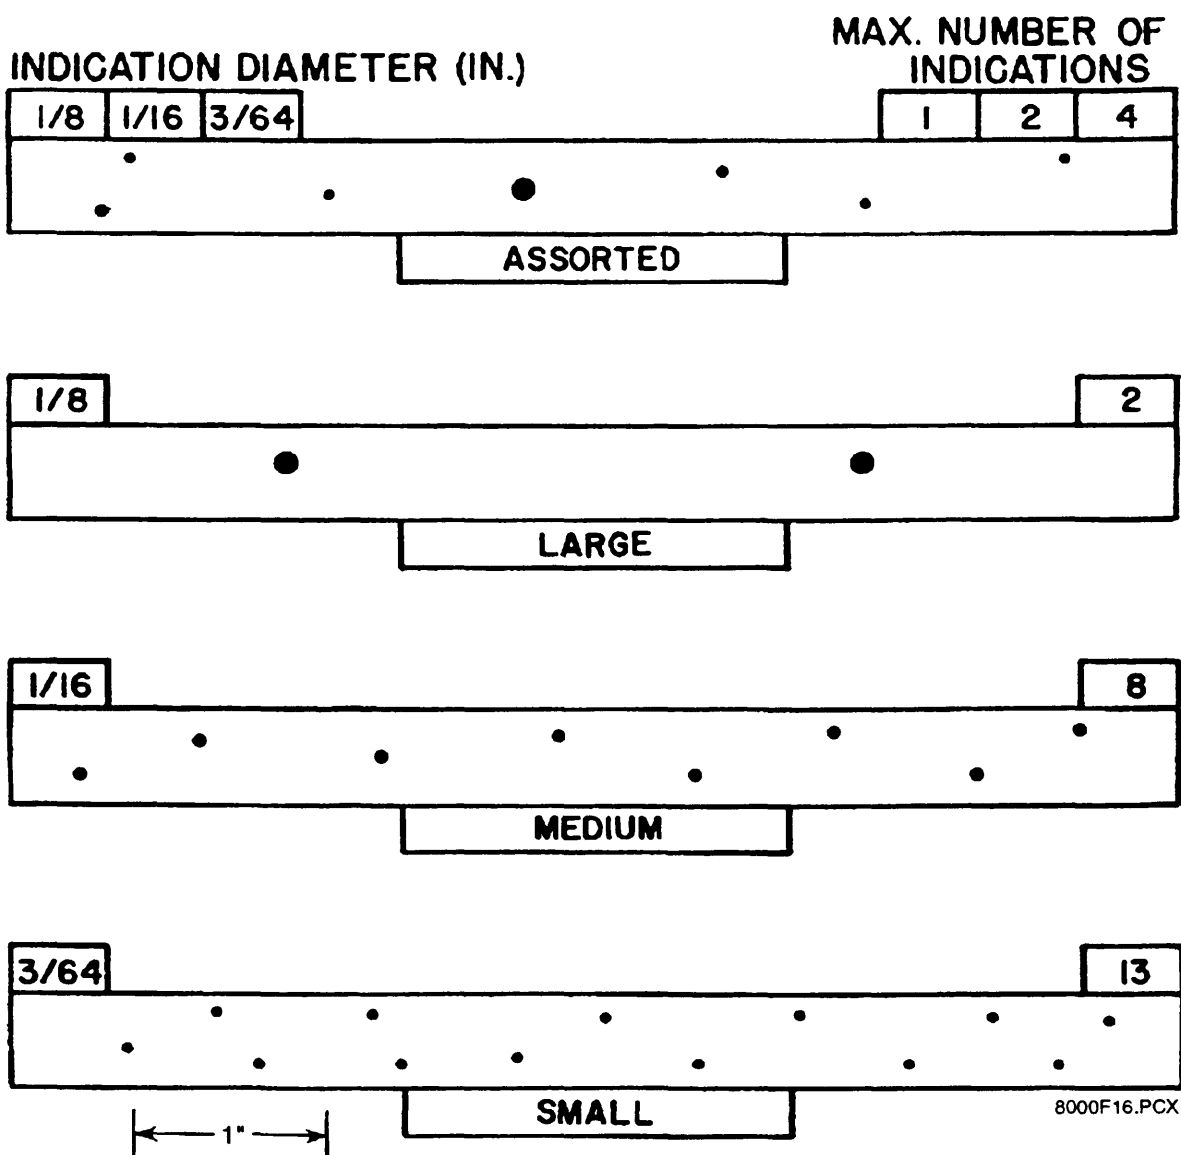 MAX. NUMBER OF
INDICATION DIAMETER (IN.) INDICATIONS
1/8 1/16 3/64 1 2 4
ASSORTED
1/8 2
LARGE
1/16 8
MEDIUM
3/64 13
SMALL 8000F16.PCX
1"